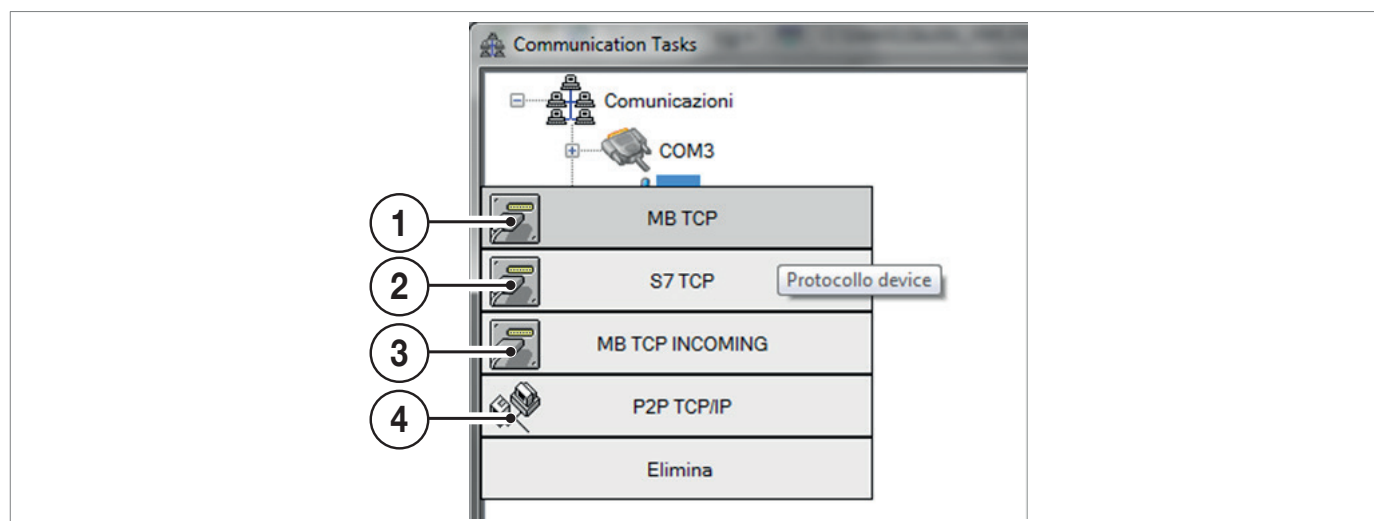 Communication Tasks
Comunicazioni
COM3
1 MB TCP
2 S7 TCP
Protocollo device
3 MB TCP INCOMING
4 P2P TCP/IP
Elimina